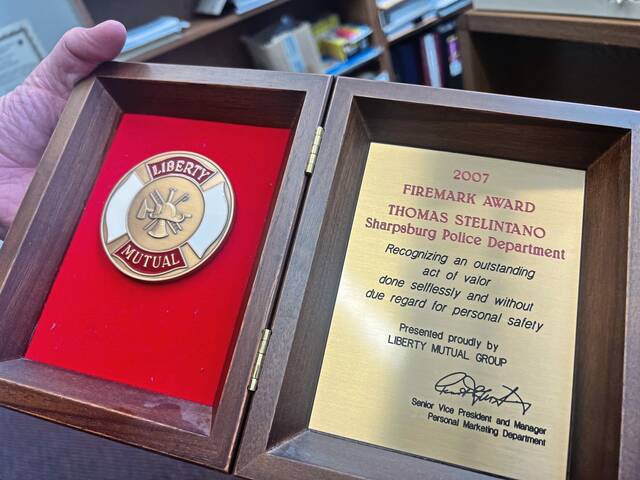 LIBERTY
MUTUAL
2007
FIREMARK AWARD
THOMAS STELINTANO
Sharpsburg Police Department
Recognizing an outstanding
act of valor
done selflessly and without
due regard for personal safety
Presented proudly by
LIBERTY MUTUAL GROUP
Senior Vice President and Manager
Personal Marketing Department